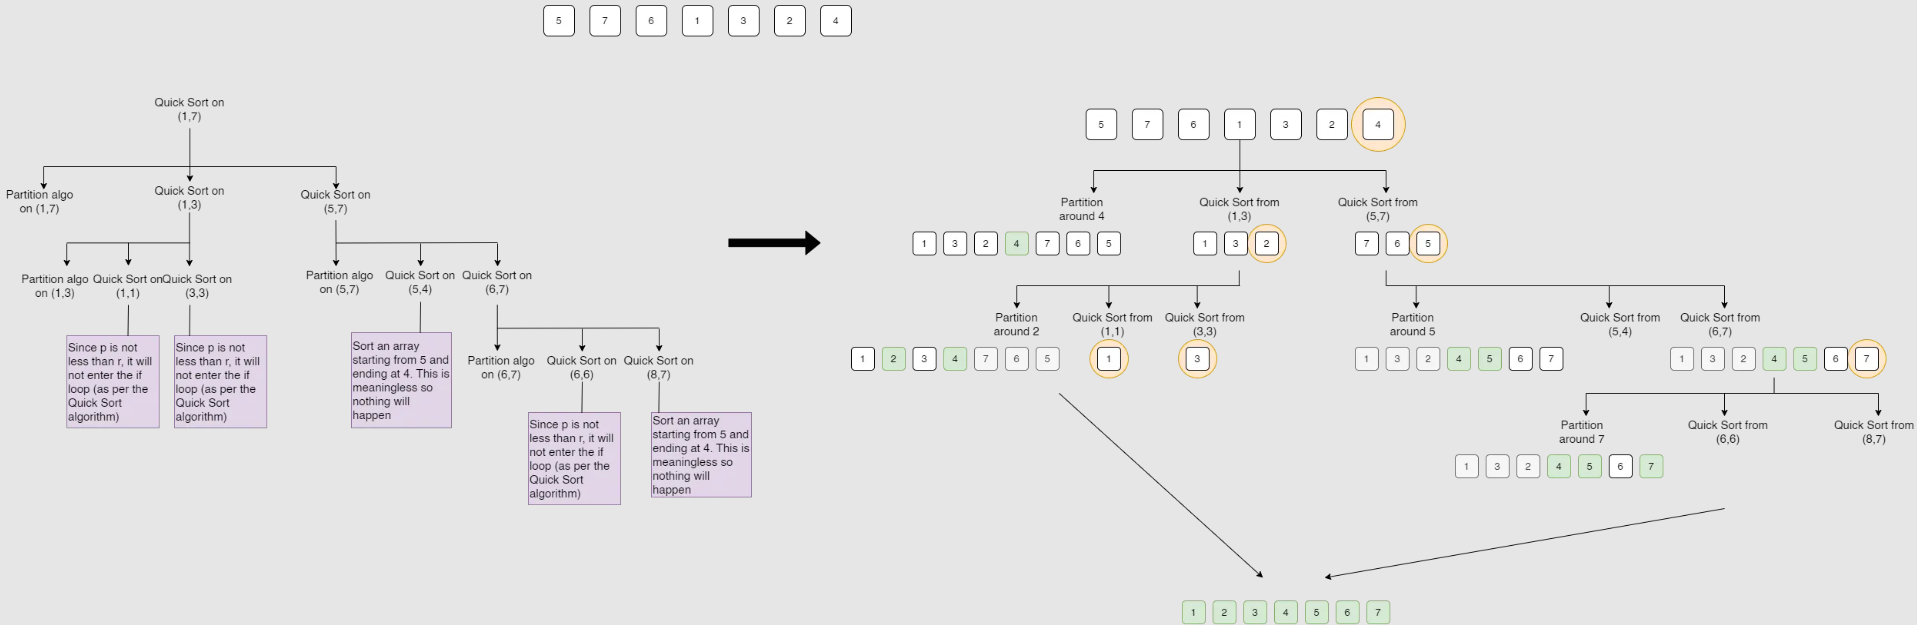 5 7 6 1 3 2 4
Quick Sort on
(1,7)
Partition algo
on (1,7)
Quick Sort on
(1,3)
Quick Sort on
(5,7)
Partition algo
on (1,3)
Quick Sort on
(1,1)
Quick Sort on
(3,3)
Partition algo
on (5,7)
Quick Sort on
(5,4)
Quick Sort on
(6,7)
Since p is not
less than r, it will
not enter the if
loop (as per the
Quick Sort
algorithm)
Since p is not
less than r, it will
not enter the if
loop (as per the
Quick Sort
algorithm)
Sort an array
starting from 5 and
ending at 4. This is
meaningless so
nothing will
happen
Partition algo
on (6,7)
Quick Sort on
(6,6)
Quick Sort on
(8,7)
Since p is not
less than r, it will
not enter the if
loop (as per the
Quick Sort
algorithm)
Sort an array
starting from 5 and
ending at 4. This is
meaningless so
nothing will
happen
5 7 6 1 3 2 4
Partition
around 4
1 3 2 4 7 6 5
Quick Sort from
(1,3)
1 3 2
Quick Sort from
(5,7)
7 6 5
Partition
around 2
1 2 3 4 7 6 5
Quick Sort from
(1,1)
1
Quick Sort from
(3,3)
3
Partition
around 5
1 3 2 4 5 6 7
Quick Sort from
(5,4)
Quick Sort from
(6,7)
1 3 2 4 5 6 7
Partition
around 7
1 3 2 4 5 6 7
Quick Sort from
(6,6)
Quick Sort from
(8,7)
1 2 3 4 5 6 7